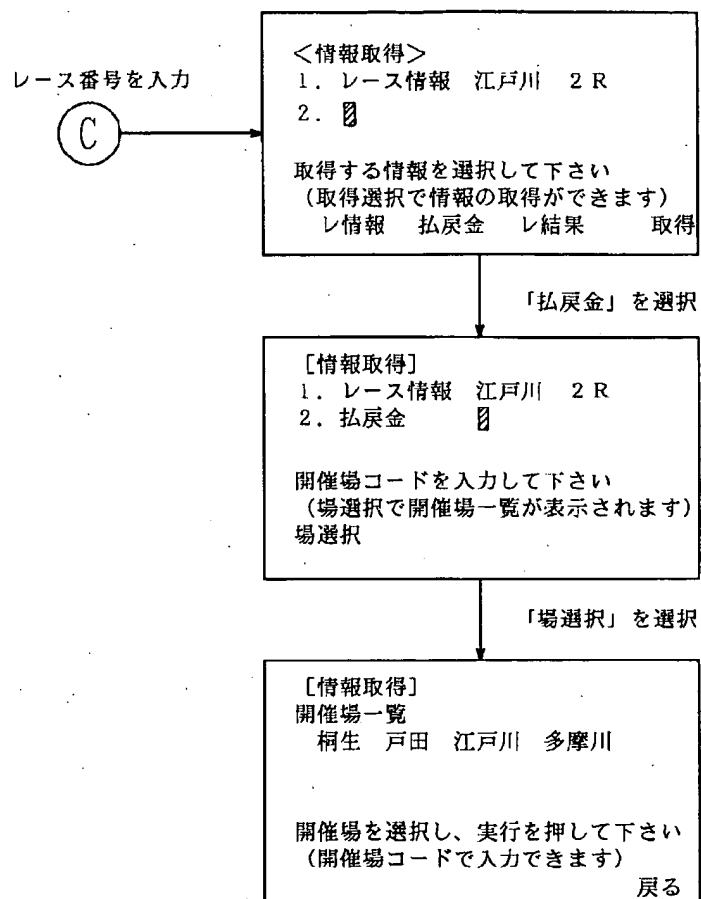 レース番号を入力
C
＜情報取得＞
1．レース情報　江戸川　2R
2．
取得する情報を選択して下さい
（取得選択で情報の取得ができます）
レ情報　払戻金　レ結果　取得
「払戻金」を選択
［情報取得］
1．レース情報　江戸川　2R
2．払戻金
開催場コードを入力して下さい
（場選択で開催場一覧が表示されます）
場選択
「場選択」を選択
［情報取得］
開催場一覧
桐生　戸田　江戸川　多摩川
開催場を選択し、実行を押して下さい
（開催場コードで入力できます）
戻る